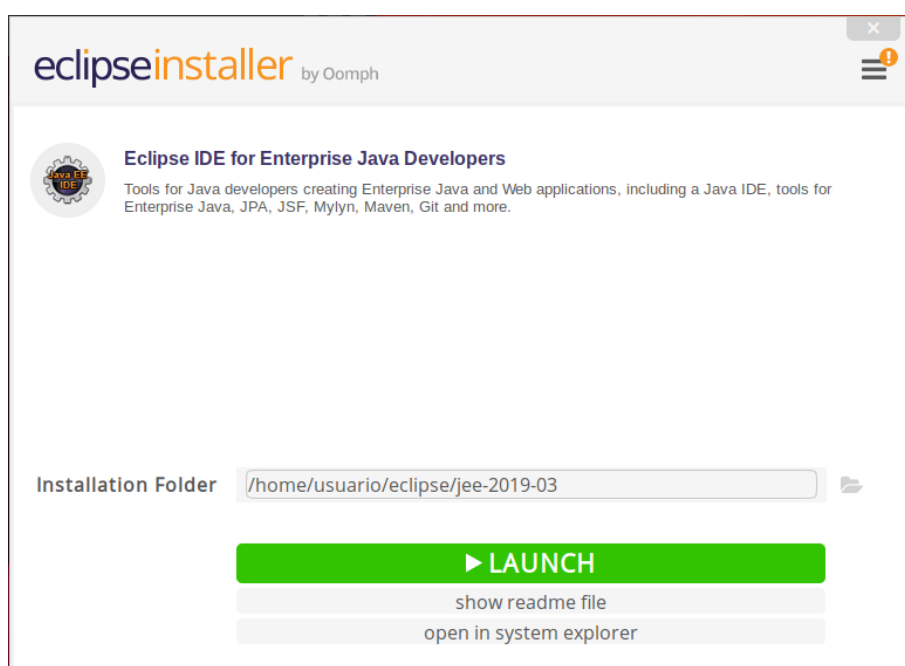 eclipseinstaller by Oomph
Eclipse IDE for Enterprise Java Developers
Java EE
IDE
Tools for Java developers creating Enterprise Java and Web applications, including a Java IDE, tools for
Enterprise Java, JPA, JSF, Mylyn, Maven, Git and more.
Installation Folder /home/usuario/eclipse/jee-2019-03
LAUNCH
show readme file
open in system explorer